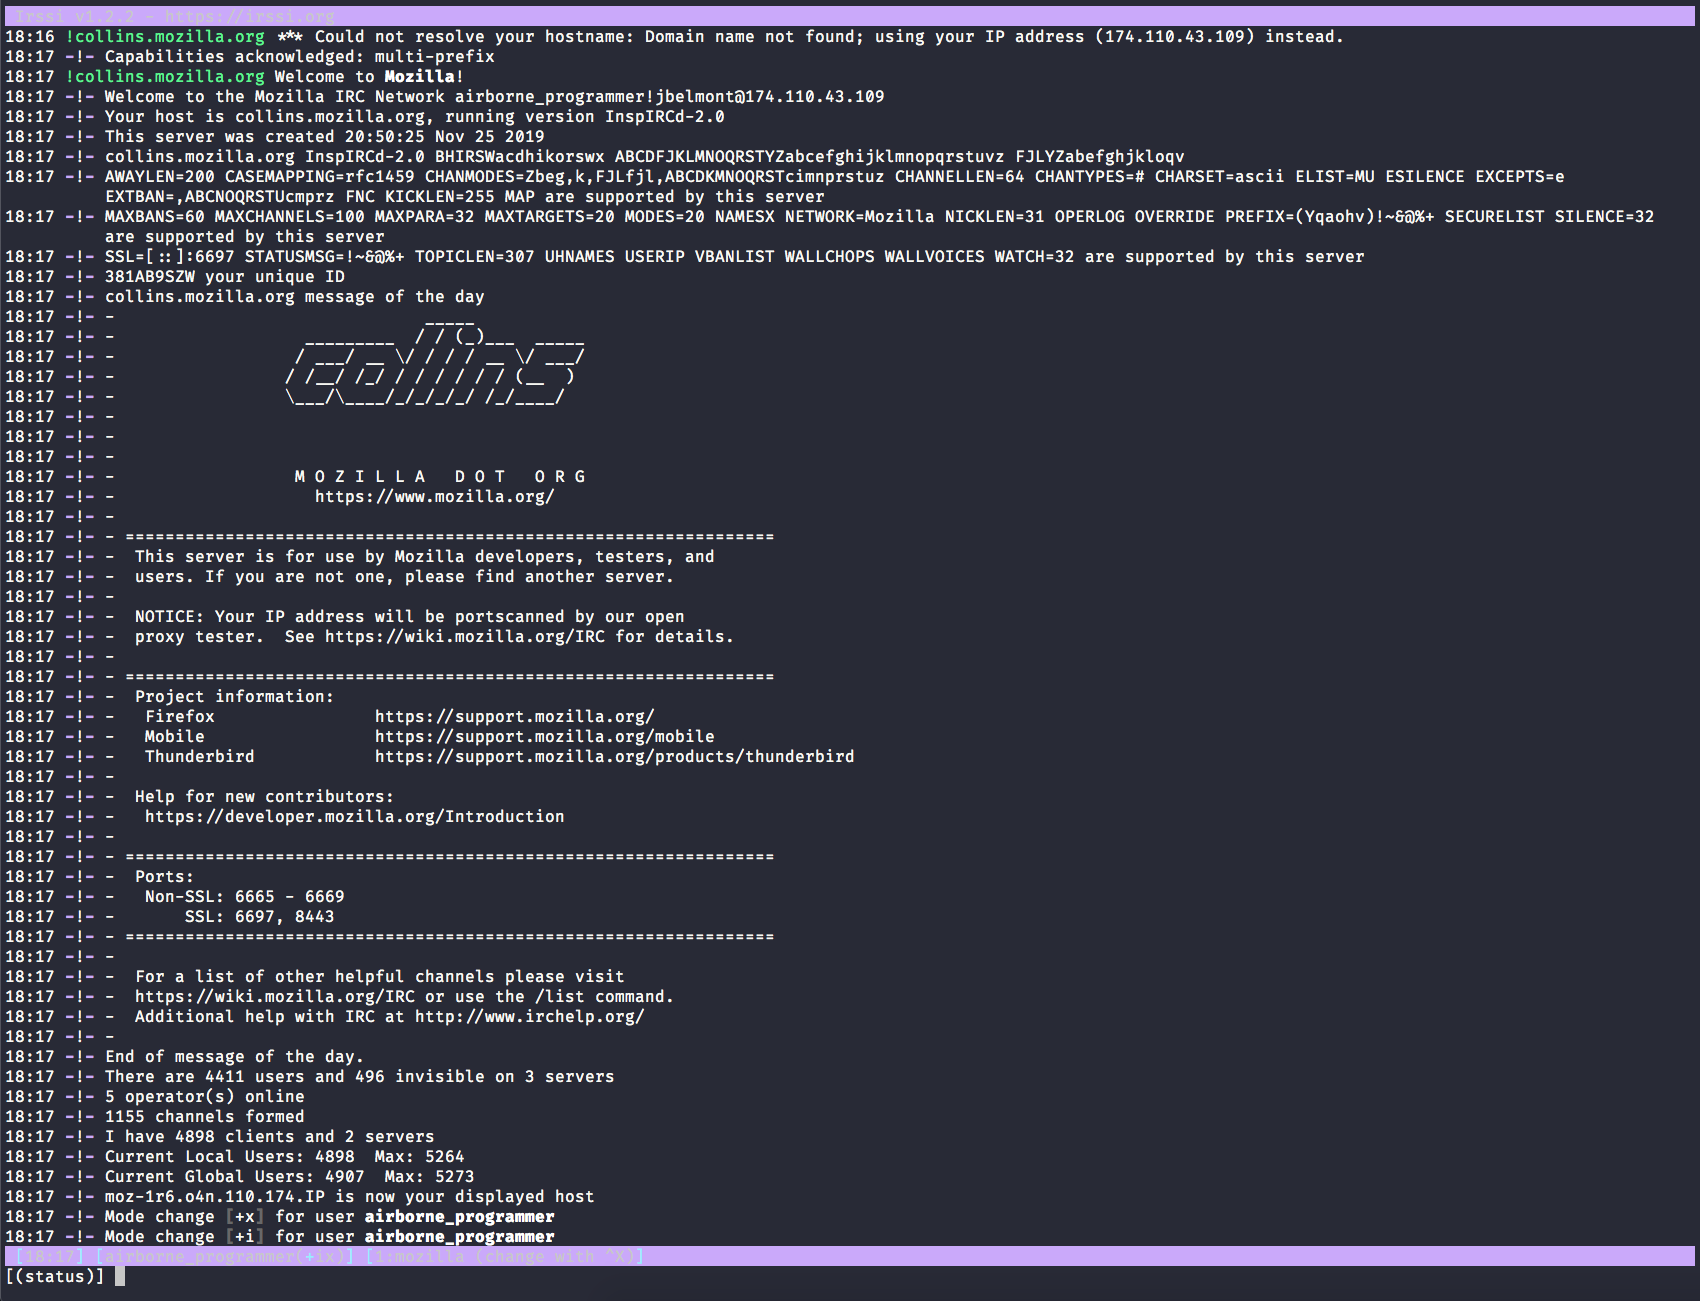 Irssi v1.2.2 - https://irssi.org
18:16 !collins.mozilla.org *** Could not resolve your hostname: Domain name not found; using your IP address (174.110.43.109) instead.
18:17 -!- Capabilities acknowledged: multi-prefix
18:17 !collins.mozilla.org Welcome to Mozilla!
18:17 -!- Welcome to the Mozilla IRC Network airborne_programmer!jbelmont@174.110.43.109
18:17 -!- Your host is collins.mozilla.org, running version InspIRCd-2.0
18:17 -!- This server was created 20:50:25 Nov 25 2019
18:17 -!- collins.mozilla.org InspIRCd-2.0 BHIRSWacdhikorswx ABCDFJKLMNOQRSTYZabcefghijklmnopqrstuvz FJLYZabefghjkloqv
18:17 -!- AWAYLEN=200 CASEMAPPING=rfc1459 CHANMODES=Zbeg,k,FJLfjl,ABCDKMNOQRSTcimnprstuz CHANNELLEN=64 CHANTYPES=# CHARSET=ascii ELIST=MU ESILENCE EXCEPTS=e
EXTBAN=,ABCNOQRSTUcmprz FNC KICKLEN=255 MAP are supported by this server
18:17 -!- MAXBANS=60 MAXCHANNELS=100 MAXPARA=32 MAXTARGETS=20 MODES=20 NAMESX NETWORK=Mozilla NICKLEN=31 OPERLOG OVERRIDE PREFIX=(Yqaohv)!~&@%+ SECURELIST SILENCE=32
are supported by this server
18:17 -!- SSL=[::]:6697 STATUSMSG=!~&@%+ TOPICLEN=307 UHNAMES USERIP VBANLIST WALLCHOPS WALLVOICES WATCH=32 are supported by this server
18:17 -!- 381AB9SZW your unique ID
18:17 -!- collins.mozilla.org message of the day
18:17 -!- -                                _____
18:17 -!- -                    _________  / / (_)___  _____
18:17 -!- -                   / ___/ __ \/ / / / __ \/ ___/
18:17 -!- -                  / /__/ /_/ / / / / / / (__  )
18:17 -!- -                  \___/\____/_/_/_/_/ /_/____/
18:17 -!- -
18:17 -!- -
18:17 -!- -
18:17 -!- -                   M O Z I L L A   D O T   O R G
18:17 -!- -                     https://www.mozilla.org/
18:17 -!- -
18:17 -!- - =================================================================
18:17 -!- -  This server is for use by Mozilla developers, testers, and
18:17 -!- -  users. If you are not one, please find another server.
18:17 -!- -
18:17 -!- -  NOTICE: Your IP address will be portscanned by our open
18:17 -!- -  proxy tester.  See https://wiki.mozilla.org/IRC for details.
18:17 -!- -
18:17 -!- - =================================================================
18:17 -!- -  Project information:
18:17 -!- -   Firefox                https://support.mozilla.org/
18:17 -!- -   Mobile                 https://support.mozilla.org/mobile
18:17 -!- -   Thunderbird            https://support.mozilla.org/products/thunderbird
18:17 -!- -
18:17 -!- -  Help for new contributors:
18:17 -!- -   https://developer.mozilla.org/Introduction
18:17 -!- -
18:17 -!- - =================================================================
18:17 -!- -  Ports:
18:17 -!- -   Non-SSL: 6665 - 6669
18:17 -!- -       SSL: 6697, 8443
18:17 -!- - =================================================================
18:17 -!- -
18:17 -!- -  For a list of other helpful channels please visit
18:17 -!- -  https://wiki.mozilla.org/IRC or use the /list command.
18:17 -!- -  Additional help with IRC at http://www.irchelp.org/
18:17 -!- -
18:17 -!- End of message of the day.
18:17 -!- There are 4411 users and 496 invisible on 3 servers
18:17 -!- 5 operator(s) online
18:17 -!- 1155 channels formed
18:17 -!- I have 4898 clients and 2 servers
18:17 -!- Current Local Users: 4898  Max: 5264
18:17 -!- Current Global Users: 4907  Max: 5273
18:17 -!- moz-1r6.o4n.110.174.IP is now your displayed host
18:17 -!- Mode change [+x] for user airborne_programmer
18:17 -!- Mode change [+i] for user airborne_programmer
[18:17] [airborne_programmer(+ix)] [1:mozilla (change with ^X)]
[(status)]